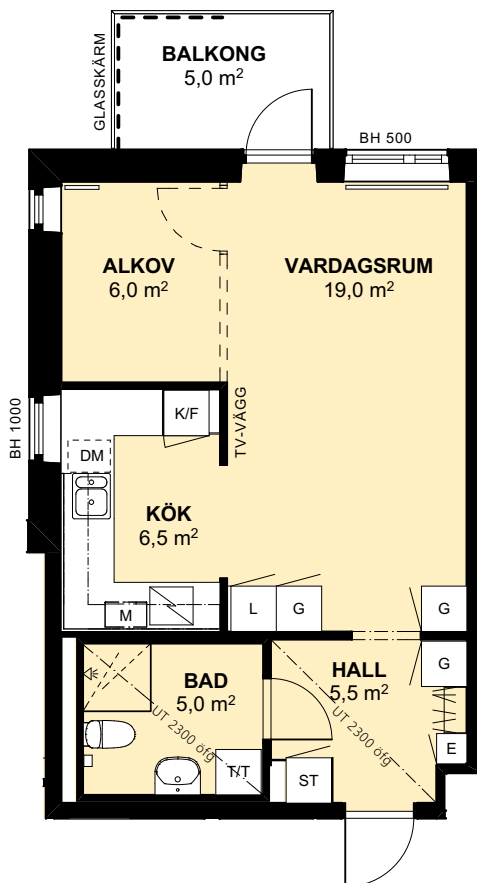 GLASSKÄRM
BALKONG
5,0 m²
BH 500
ALKOV
6,0 m²
VARDAGSRUM
19,0 m²
BH 1000
K/F
TV-VÄGG
DM
KÖK
6,5 m²
M
L
G
G
BAD
5,0 m²
UT 2300 öfg
T/T
HALL
5,5 m²
UT 2300 öfg
G
E
ST